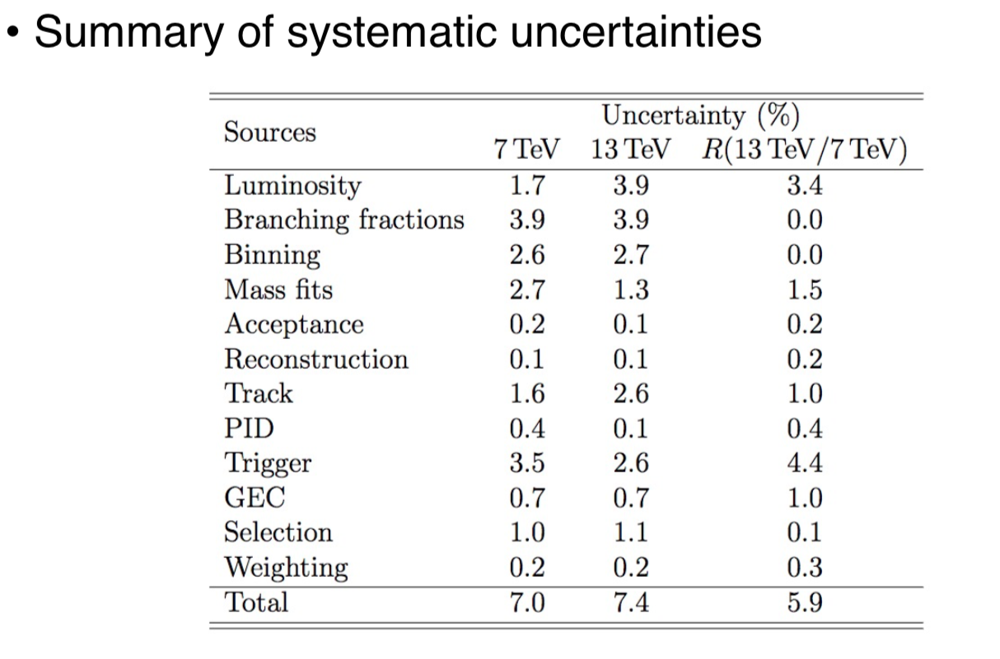 • Summary of systematic uncertainties
Sources
Uncertainty (%)
7 TeV 13 TeV R(13 TeV/7 TeV)
Luminosity 1.7 3.9 3.4
Branching fractions 3.9 3.9 0.0
Binning 2.6 2.7 0.0
Mass fits 2.7 1.3 1.5
Acceptance 0.2 0.1 0.2
Reconstruction 0.1 0.1 0.2
Track 1.6 2.6 1.0
PID 0.4 0.1 0.4
Trigger 3.5 2.6 4.4
GEC 0.7 0.7 1.0
Selection 1.0 1.1 0.1
Weighting 0.2 0.2 0.3
Total 7.0 7.4 5.9